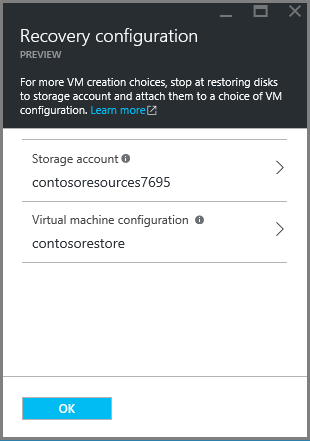 Recovery configuration
PREVIEW
For more VM creation choices, stop at restoring disks
to storage account and attach them to a choice of VM
configuration. Learn more
Storage account
contosoresources7695
Virtual machine configuration
contosorestore
OK